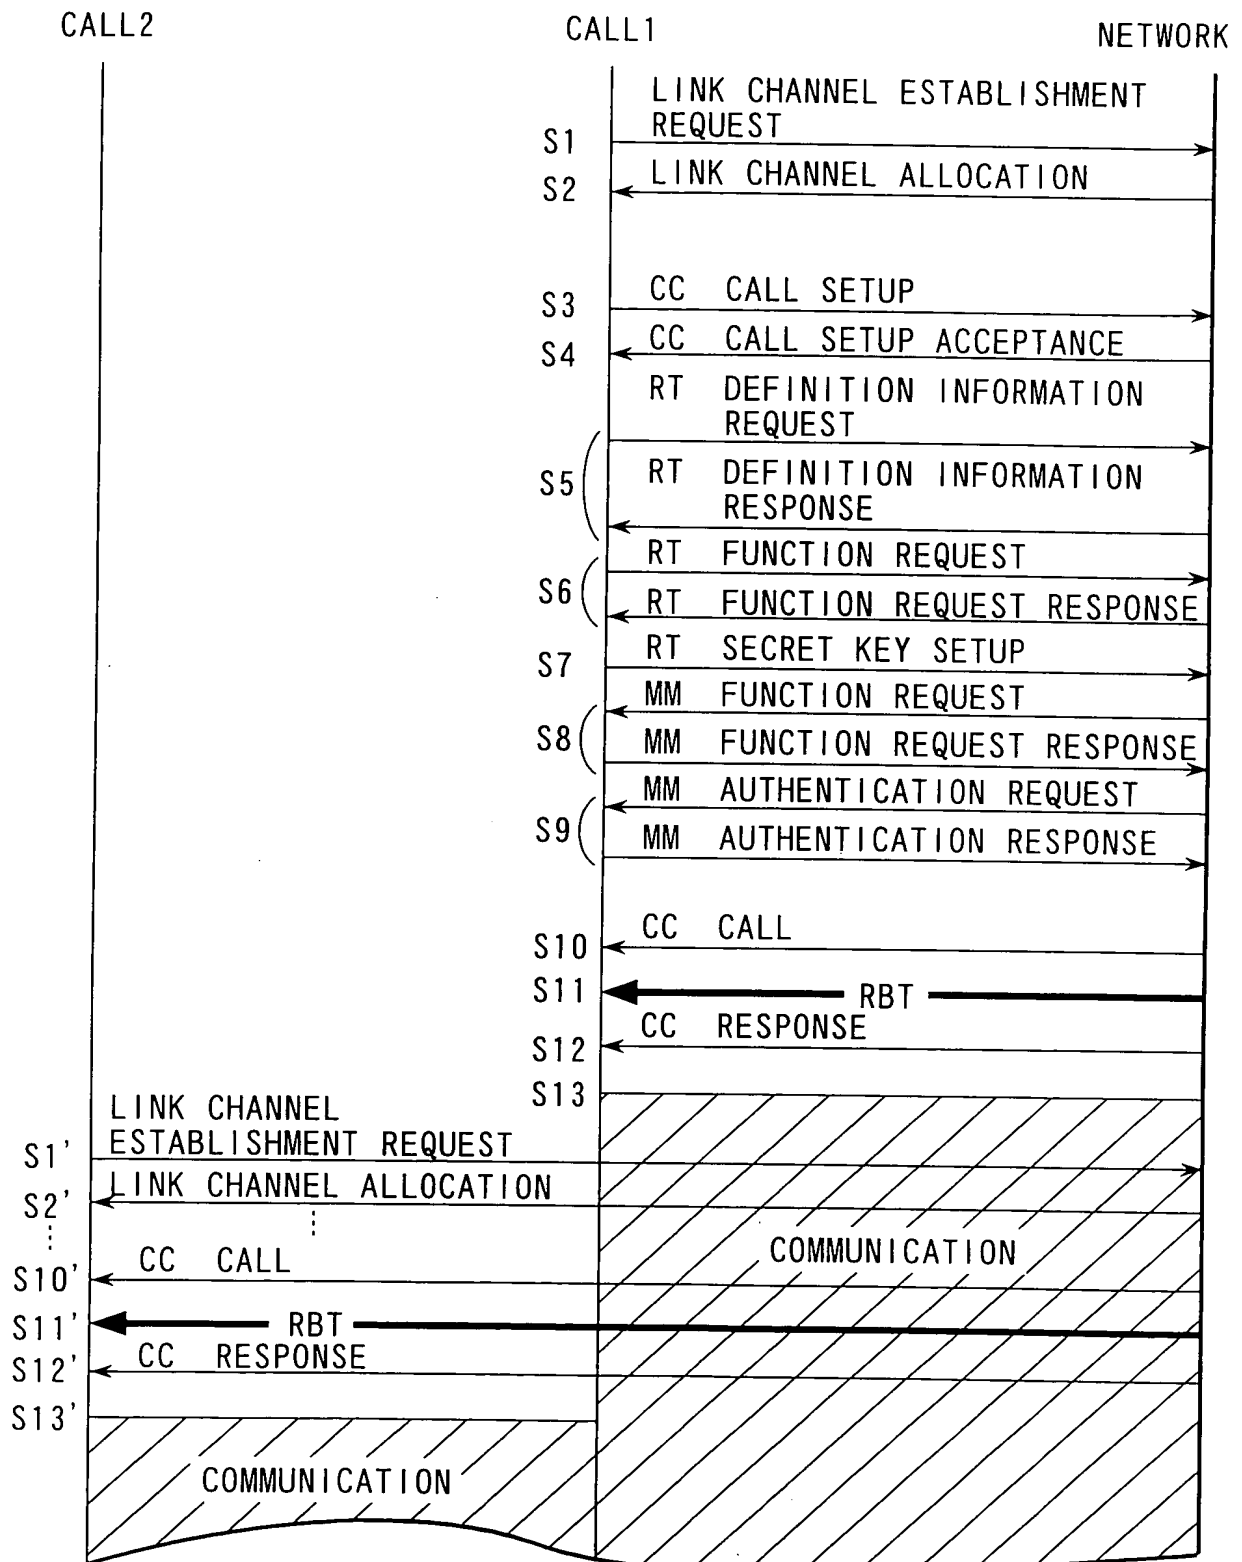 CALL2
CALL1
NETWORK
LINK CHANNEL ESTABLISHMENT
REQUEST
S1
S2
LINK CHANNEL ALLOCATION
S3
CC CALL SETUP
S4
CC CALL SETUP ACCEPTANCE
RT DEFINITION INFORMATION
REQUEST
S5
RT DEFINITION INFORMATION
RESPONSE
RT FUNCTION REQUEST
S6
RT FUNCTION REQUEST RESPONSE
S7
RT SECRET KEY SETUP
MM FUNCTION REQUEST
S8
MM FUNCTION REQUEST RESPONSE
MM AUTHENTICATION REQUEST
S9
MM AUTHENTICATION RESPONSE
S10
CC CALL
S11
RBT
S12
CC RESPONSE
S13
LINK CHANNEL
ESTABLISHMENT REQUEST
S1'
S2'
LINK CHANNEL ALLOCATION
COMMUNICATION
S10'
CC CALL
S11'
RBT
S12'
CC RESPONSE
S13'
COMMUNICATION